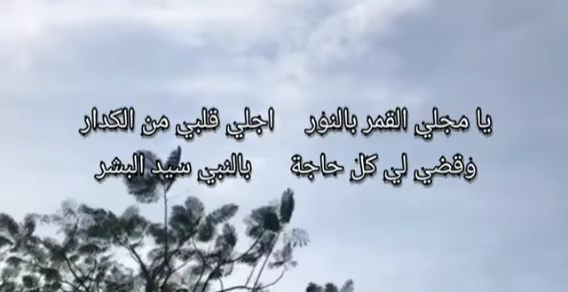 يا مجلي القمر بالنور اجلي قلبي من الكدار
وقضي لي كل حاجة بالنبي سيد البشر